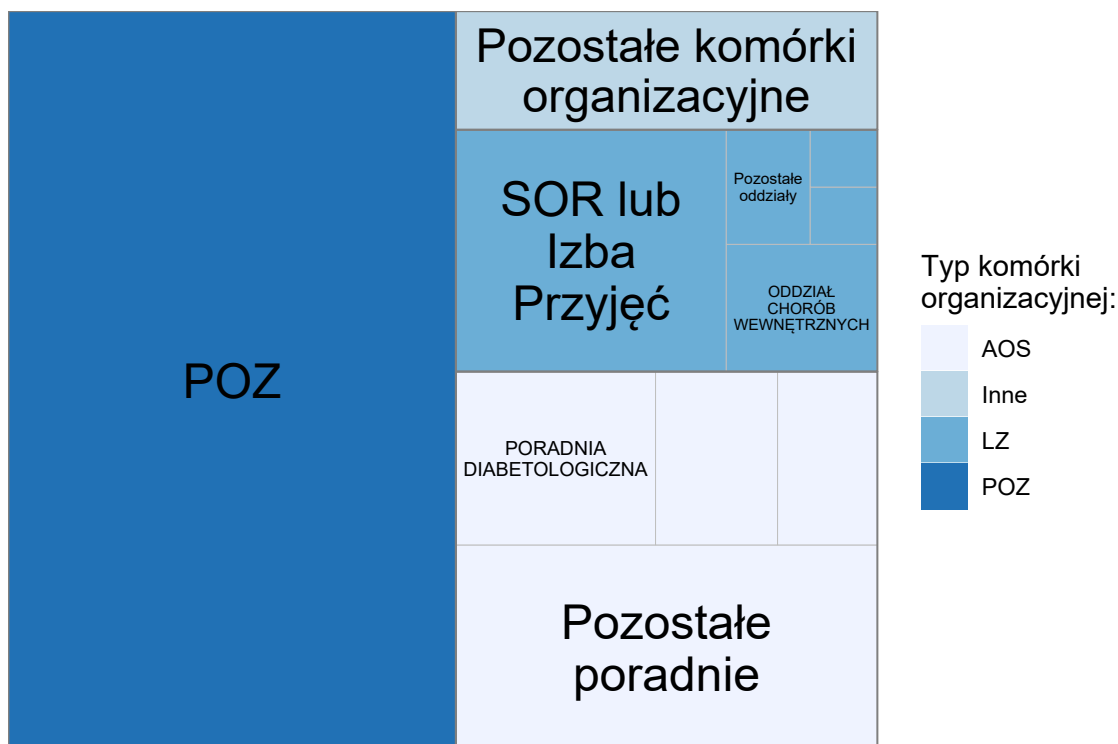 POZ
Pozostałe komórki
organizacyjne
SOR lub
Izba
Przyjęć
Pozostałe
oddziały
ODDZIAŁ
CHORÓB
WEWNĘTRZNYCH
PORADNIA
DIABETOLOGICZNA
Pozostałe
poradnie
Typ komórki
organizacyjnej:
AOS
Inne
LZ
POZ